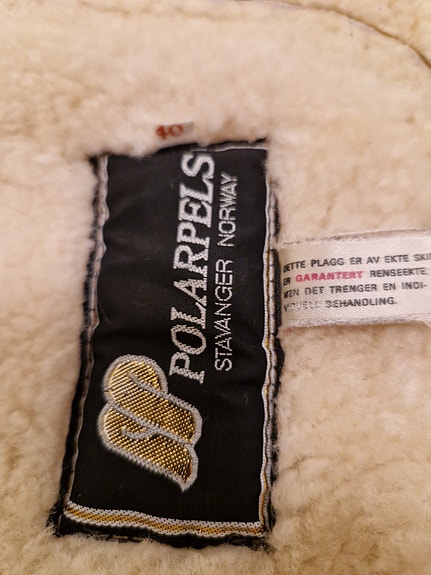 40
POLARPELS
STAVANGER NORWAY
DETTE PLAGG ER AV EKTE SKI
ER GARANTERT RENSEEKTE
MEN DET TRENGER EN INDI-
VIDUELL BEHANDLING.